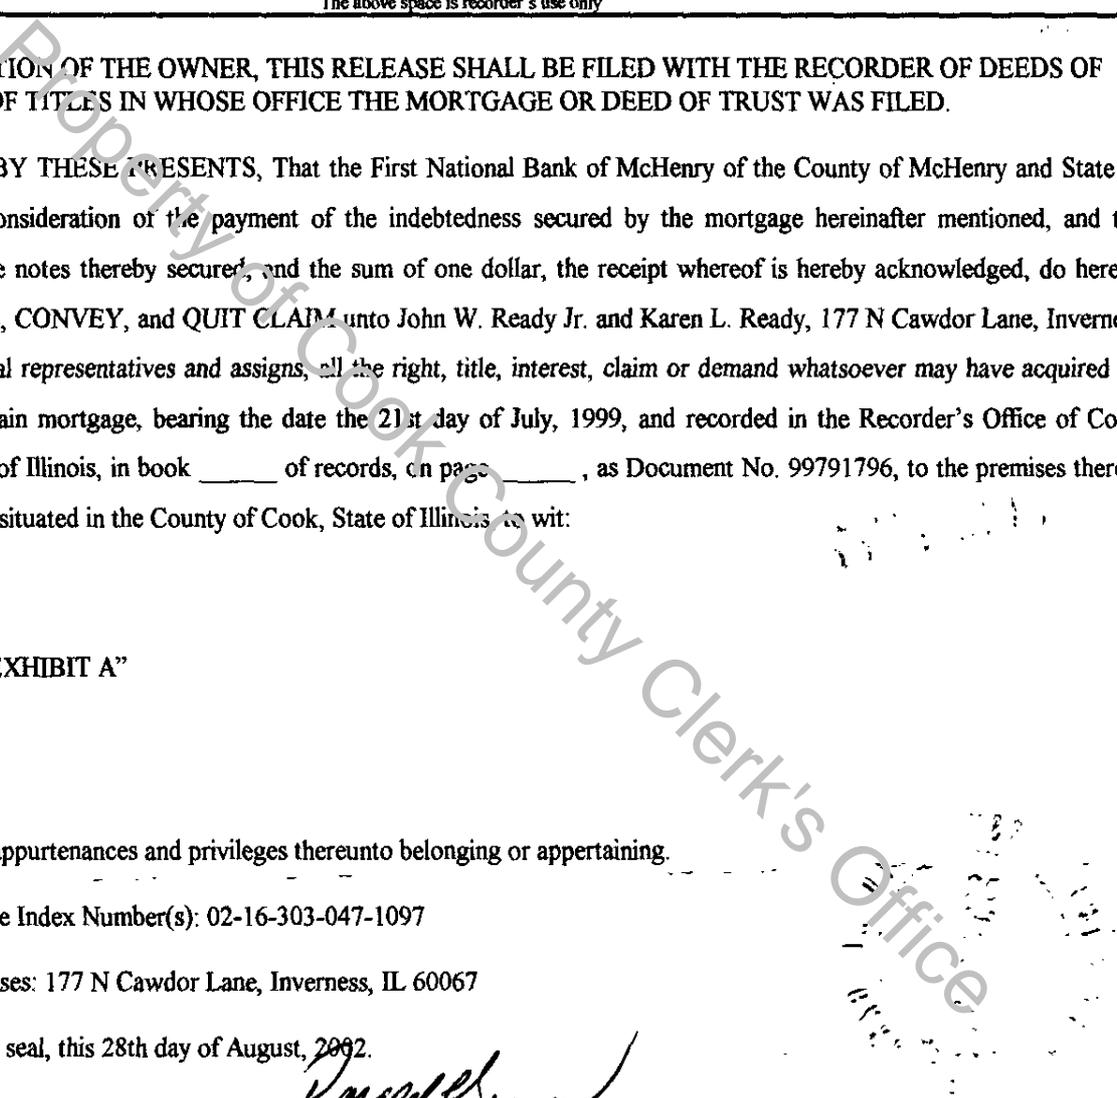 The above space is recorder's use only
TION OF THE OWNER, THIS RELEASE SHALL BE FILED WITH THE RECORDER OF DEEDS OF
OF TITLES IN WHOSE OFFICE THE MORTGAGE OR DEED OF TRUST WAS FILED.
BY THESE PRESENTS, That the First National Bank of McHenry of the County of McHenry and State
onsideration of the payment of the indebtedness secured by the mortgage hereinafter mentioned, and t
e notes thereby secured, and the sum of one dollar, the receipt whereof is hereby acknowledged, do here
, CONVEY, and QUIT CLAIM unto John W. Ready Jr. and Karen L. Ready, 177 N Cawdor Lane, Inverne
al representatives and assigns, all the right, title, interest, claim or demand whatsoever may have acquired
ain mortgage, bearing the date the 21st day of July, 1999, and recorded in the Recorder's Office of Co
of Illinois, in book _____ of records, on page _____ , as Document No. 99791796, to the premises there
situated in the County of Cook, State of Illinois, to wit:
EXHIBIT A”
ppurtenances and privileges thereunto belonging or appertaining.
e Index Number(s): 02-16-303-047-1097
ses: 177 N Cawdor Lane, Inverness, IL 60067
seal, this 28th day of August, 2002.
Property of Cook County Clerk's Office